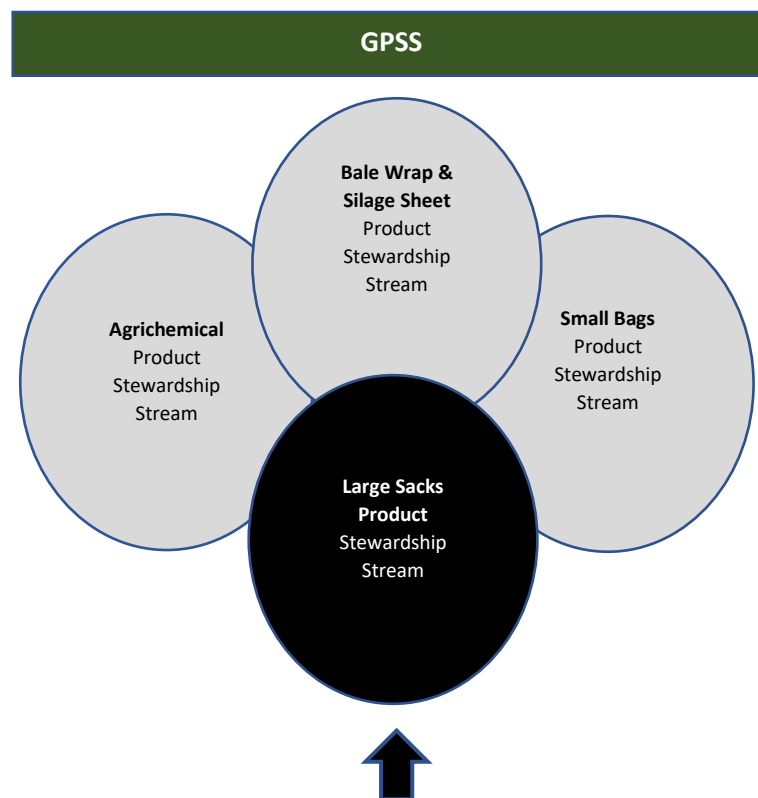 GPSS
Bale Wrap &
Silage Sheet
Product
Stewardship
Stream
Agrichemical
Product
Stewardship
Stream
Small Bags
Product
Stewardship
Stream
Large Sacks
Product
Stewardship
Stream